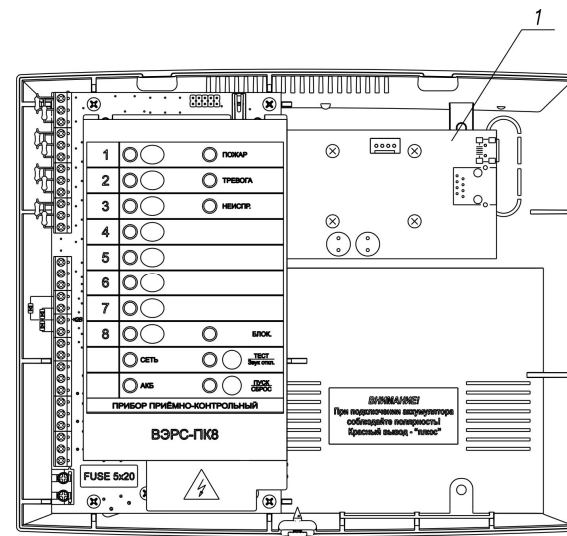 1
1 ПОЖАР
2 ТРЕВОГА
3 НЕИСПР.
4
5
6
7
8 БЛОК.
СЕТЬ ТЕСТ
Звук откл.
АКБ ПУСК
СБРОС
ПРИБОР ПРИЁМНО-КОНТРОЛЬНЫЙ
ВЭРС-ПК8
FUSE 5x20
ВНИМАНИЕ!
При подключении аккумулятора
соблюдайте полярность!
Красный вывод - "плюс"